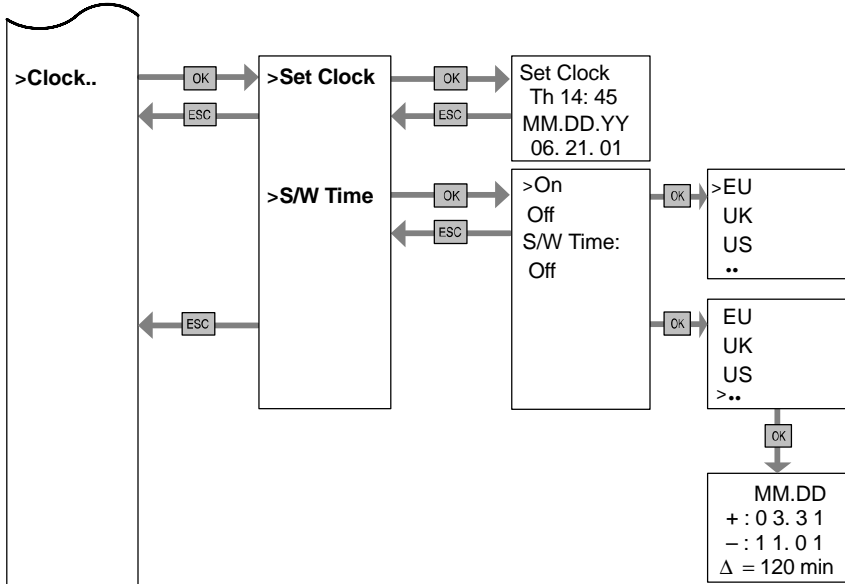 >Clock..
OK
ESC
>Set Clock
OK
ESC
Set Clock
Th 14: 45
MM.DD.YY
06. 21. 01
>S/W Time
OK
ESC
>On
Off
S/W Time:
Off
OK
>EU
UK
US
••
ESC
OK
EU
UK
US
>••
OK
MM.DD
+ : 0 3. 3 1
– : 1 1. 0 1
Δ = 120 min